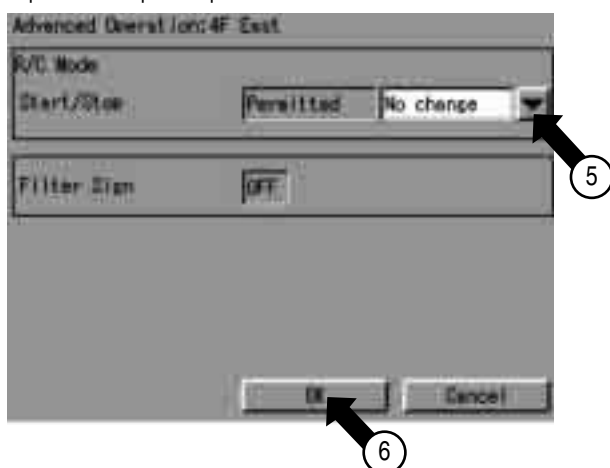 Advanced Operation:4F East
R/C Mode
Start/Stop Permitted No change
5
Filter Sign OFF
OK Cancel
6